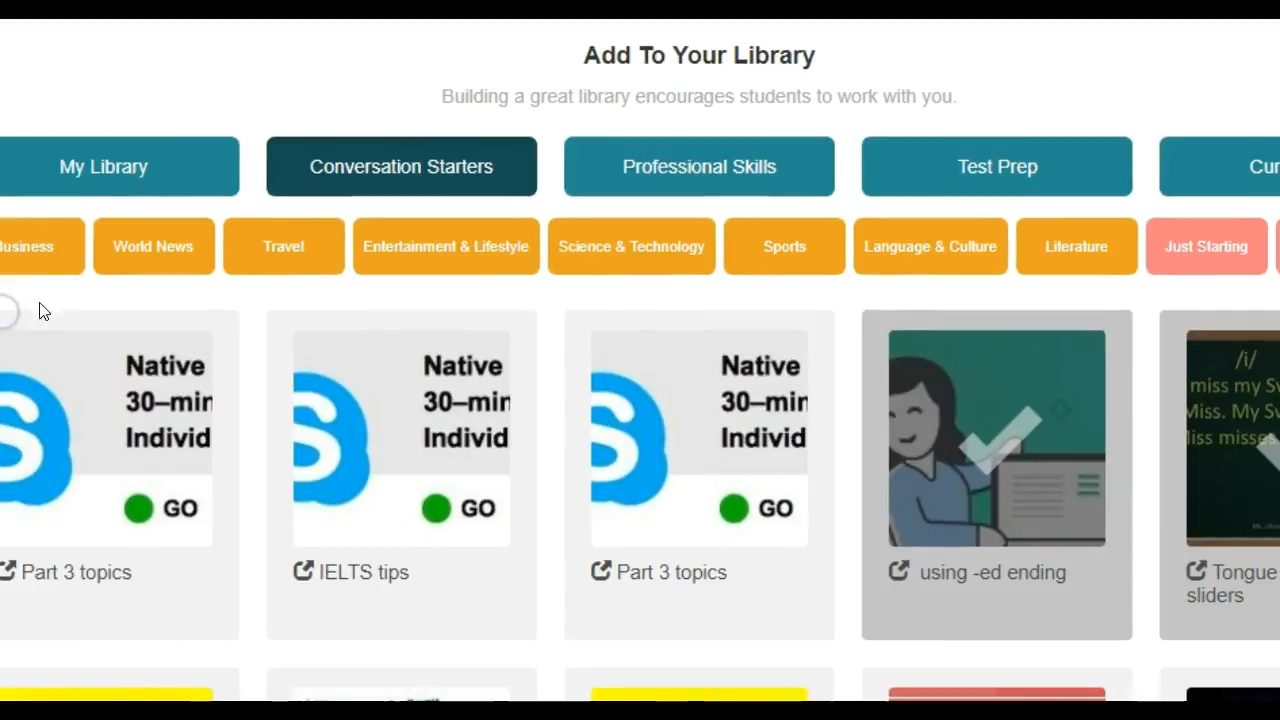 Add To Your Library
Building a great library encourages students to work with you.
My Library
Conversation Starters
Professional Skills
Test Prep
Business
World News
Travel
Entertainment & Lifestyle
Science & Technology
Sports
Language & Culture
Literature
Just Starting
Native
30–min
Individ
GO
Part 3 topics
Native
30–min
Individ
GO
IELTS tips
Native
30–min
Individ
GO
Part 3 topics
using -ed ending
/i/
miss my
Miss. My
misses
Tongue
sliders